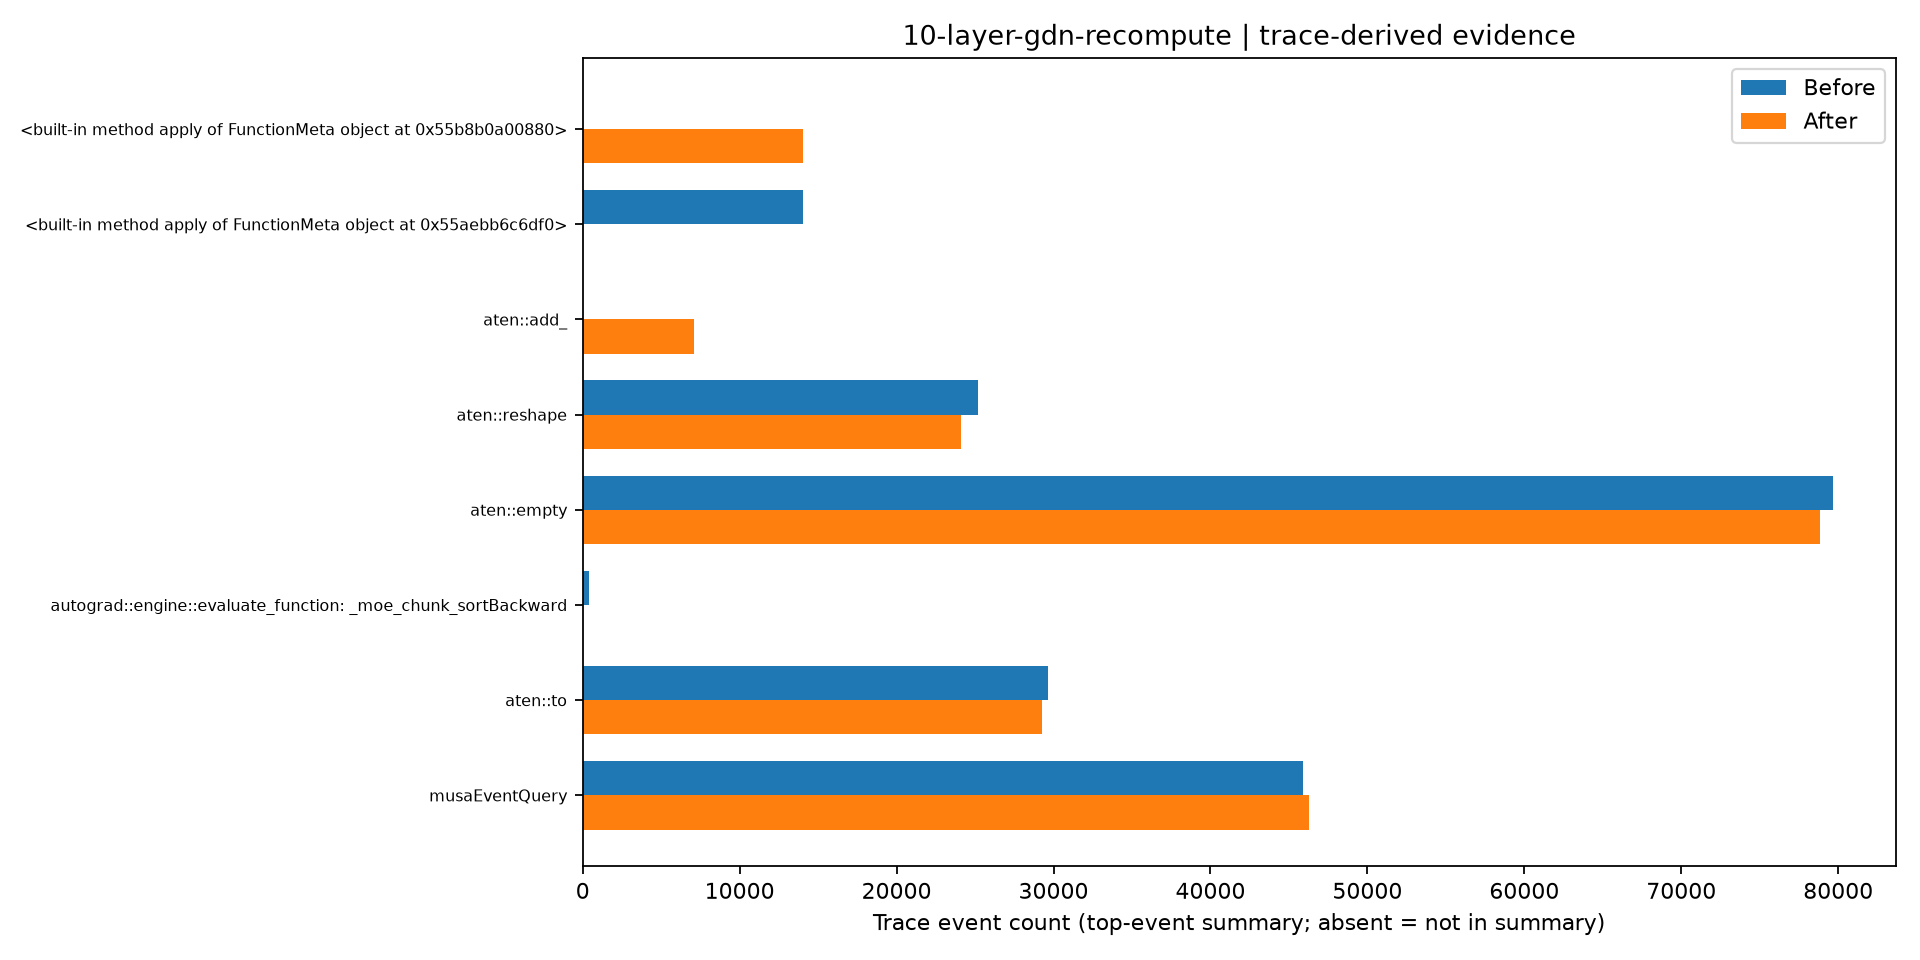 10-layer-gdn-recompute | trace-derived evidence
Before
After
<built-in method apply of FunctionMeta object at 0x55b8b0a00880>
<built-in method apply of FunctionMeta object at 0x55aebb6c6df0>
aten::add_
aten::reshape
aten::empty
autograd::engine::evaluate_function: _moe_chunk_sortBackward
aten::to
musaEventQuery
0 10000 20000 30000 40000 50000 60000 70000 80000
Trace event count (top-event summary; absent = not in summary)